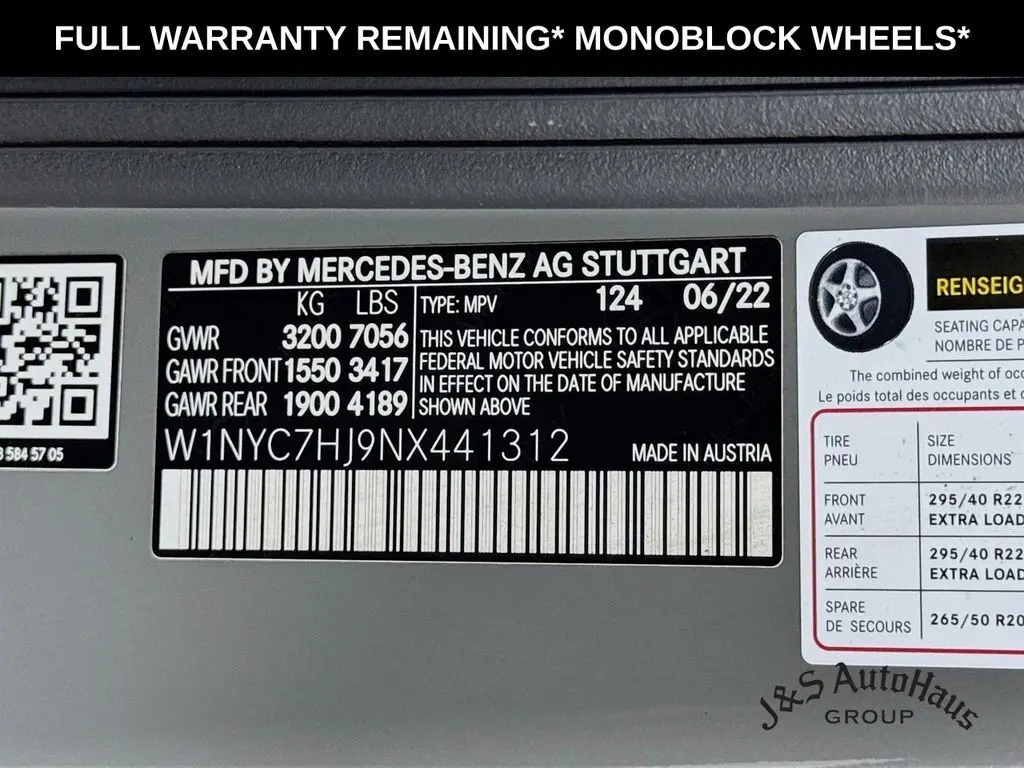 FULL WARRANTY REMAINING* MONOBLOCK WHEELS*
MFD BY MERCEDES-BENZ AG STUTTGART
KG LBS
GVWR 3200 7056
GAWR FRONT 1550 3417
GAWR REAR 1900 4189
TYPE: MPV 124 06/22
THIS VEHICLE CONFORMS TO ALL APPLICABLE
FEDERAL MOTOR VEHICLE SAFETY STANDARDS
IN EFFECT ON THE DATE OF MANUFACTURE
SHOWN ABOVE
W1NYC7HJ9NX441312 MADE IN AUSTRIA
584 57 05
RENSEIG
SEATING CAPA
NOMBRE DE P
The combined weight of occ
Le poids total des occupants et d
TIRE SIZE
PNEU DIMENSIONS
FRONT 295/40 R22
AVANT EXTRA LOAD
REAR 295/40 R22
ARRIÈRE EXTRA LOAD
SPARE
DE SECOURS 265/50 R20
J&S AutoHaus
GROUP